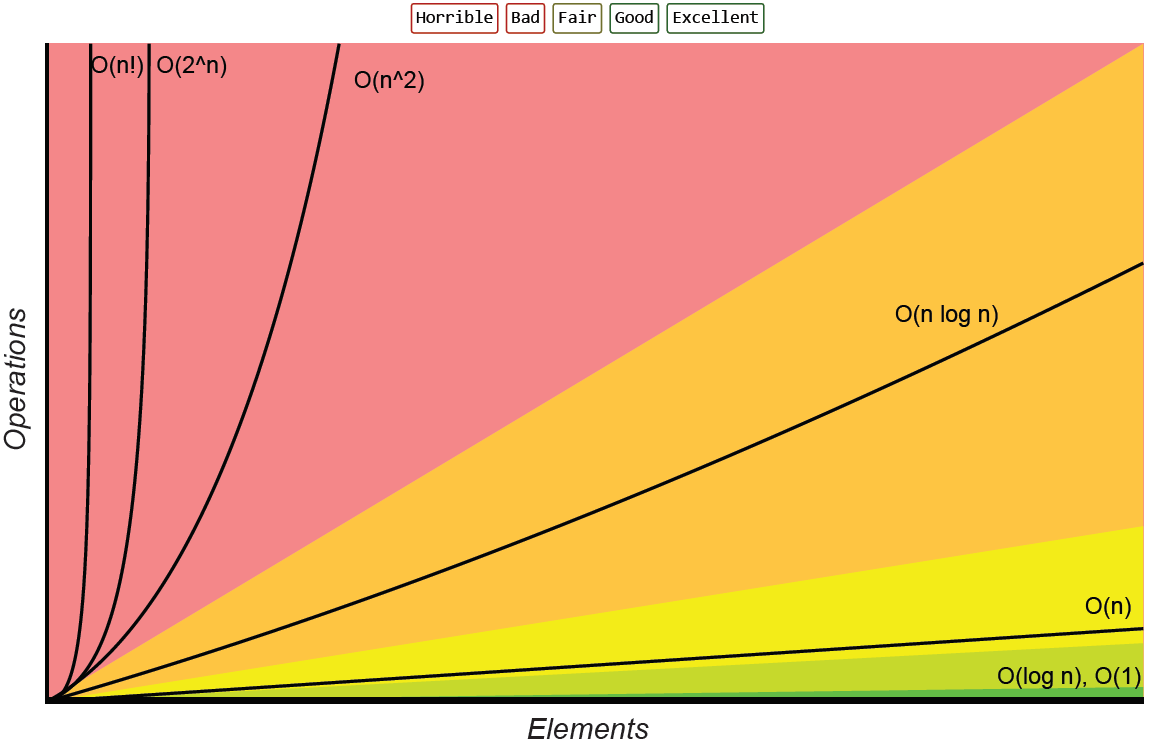 Horrible Bad Fair Good Excellent
O(n!) O(2^n)
O(n^2)
O(n log n)
O(n)
O(log n), O(1)
Operations
Elements